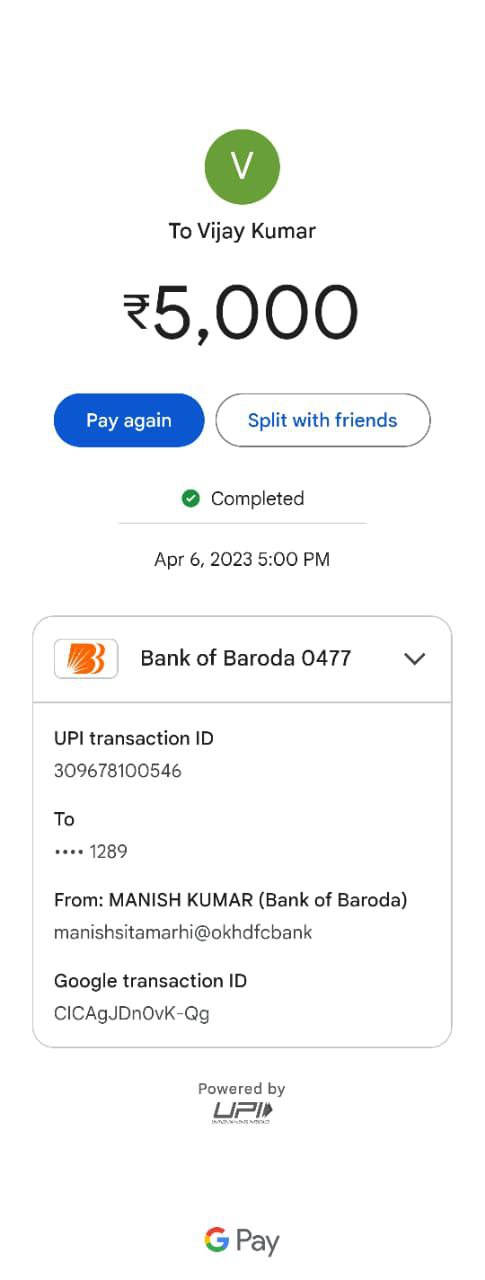 V
To Vijay Kumar
₹5,000
Pay again
Split with friends
Completed
Apr 6, 2023 5:00 PM
Bank of Baroda 0477
UPI transaction ID
309678100546
To
•••• 1289
From: MANISH KUMAR (Bank of Baroda)
manishsitamarhi@okhdfcbank
Google transaction ID
CICAgJDn0vK-Qg
Powered by
UPI
G Pay